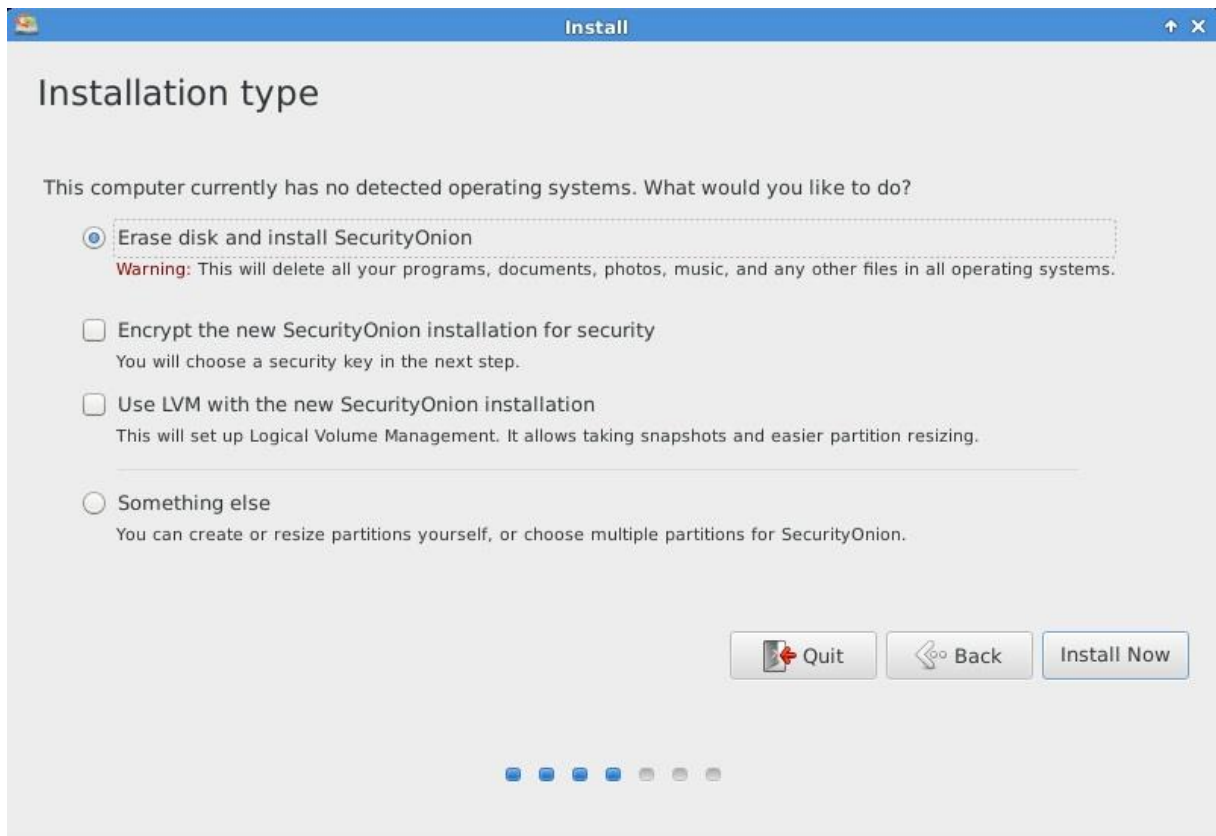 Install
Installation type
This computer currently has no detected operating systems. What would you like to do?
Erase disk and install SecurityOnion
Warning: This will delete all your programs, documents, photos, music, and any other files in all operating systems.
Encrypt the new SecurityOnion installation for security
You will choose a security key in the next step.
Use LVM with the new SecurityOnion installation
This will set up Logical Volume Management. It allows taking snapshots and easier partition resizing.
Something else
You can create or resize partitions yourself, or choose multiple partitions for SecurityOnion.
Quit Back Install Now